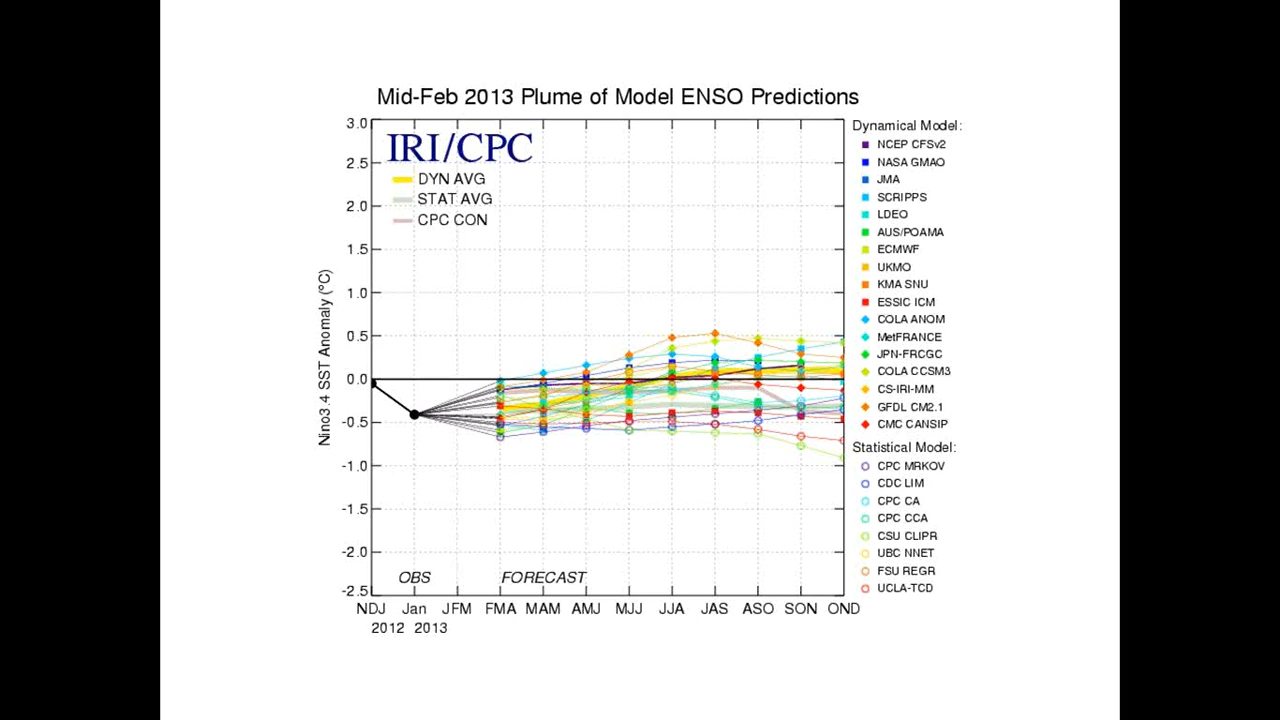 Mid-Feb 2013 Plume of Model ENSO Predictions
IRI/CPC
DYN AVG
STAT AVG
CPC CON
Nino3.4 SST Anomaly (°C)
3.0
2.5
2.0
1.5
1.0
0.5
0.0
-0.5
-1.0
-1.5
-2.0
-2.5
OBS FORECAST
NDJ Jan JFM FMA MAM AMJ MJJ JJA JAS ASO SON OND
2012 2013
Dynamical Model:
NCEP CFSv2
NASA GMAO
JMA
SCRIPPS
LDEO
AUS/POAMA
ECMWF
UKMO
KMA SNU
ESSIC ICM
COLA ANOM
MetFRANCE
JPN-FRCGC
COLA CCSM3
CS-IRI-MM
GFDL CM2.1
CMC CANSIP
Statistical Model:
CPC MRKOV
CDC LIM
CPC CA
CPC CCA
CSU CLIPR
UBC NNET
FSU REGR
UCLA-TCD